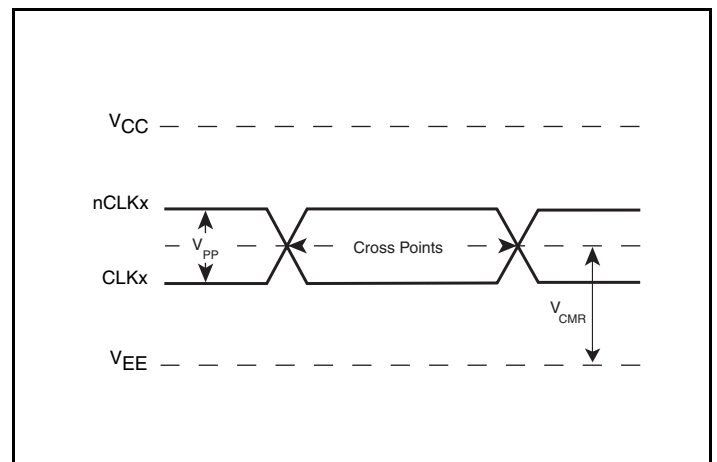 VCC
nCLKx
VPP
Cross Points
CLKx
VCMR
VEE